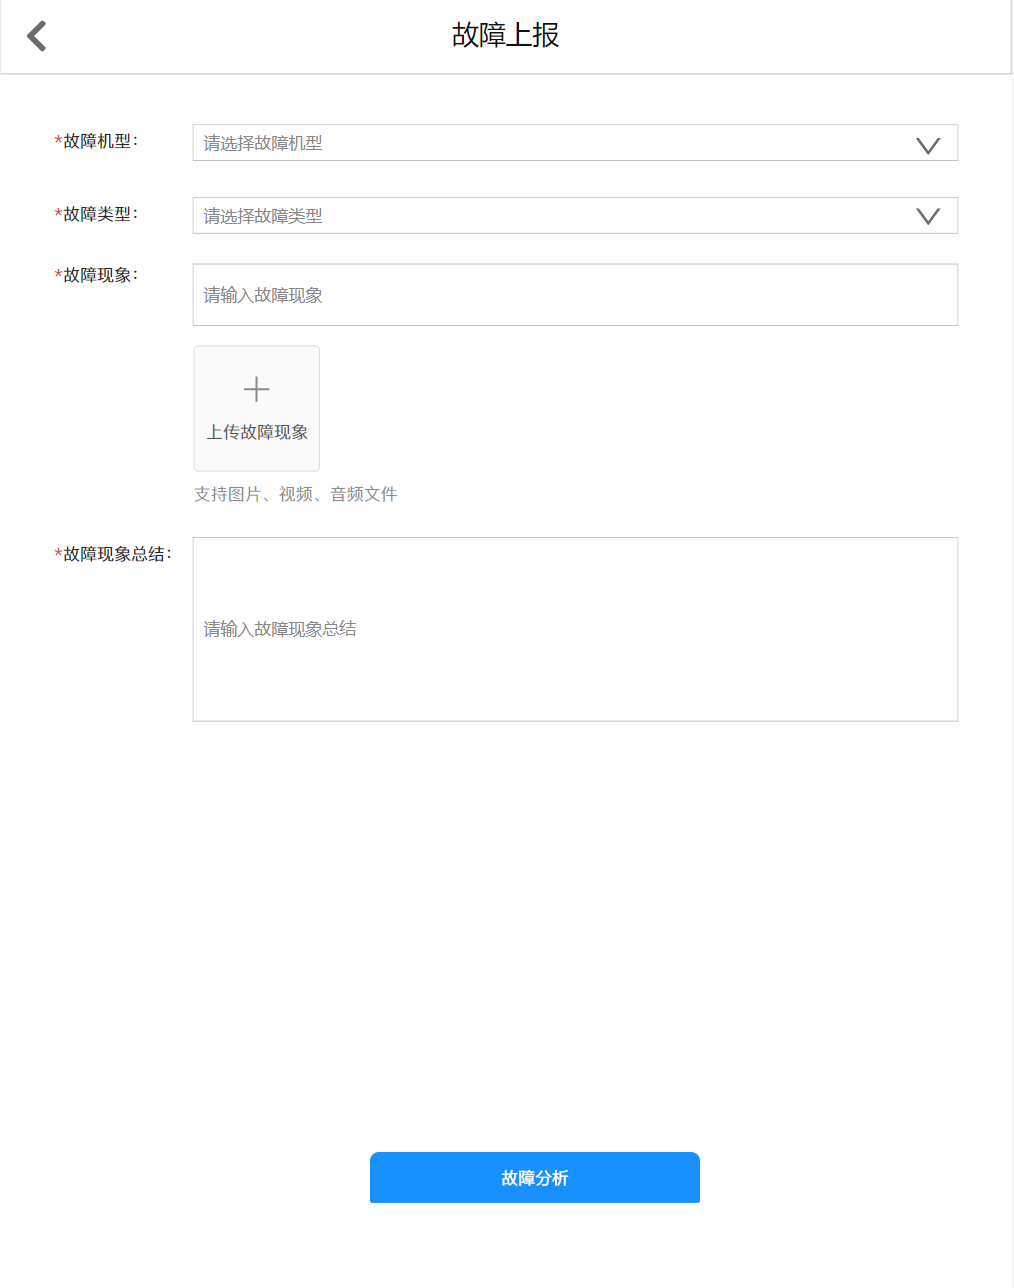 故障上报
*故障机型：
请选择故障机型
*故障类型：
请选择故障类型
*故障现象：
请输入故障现象
上传故障现象
支持图片、视频、音频文件
*故障现象总结：
请输入故障现象总结
故障分析